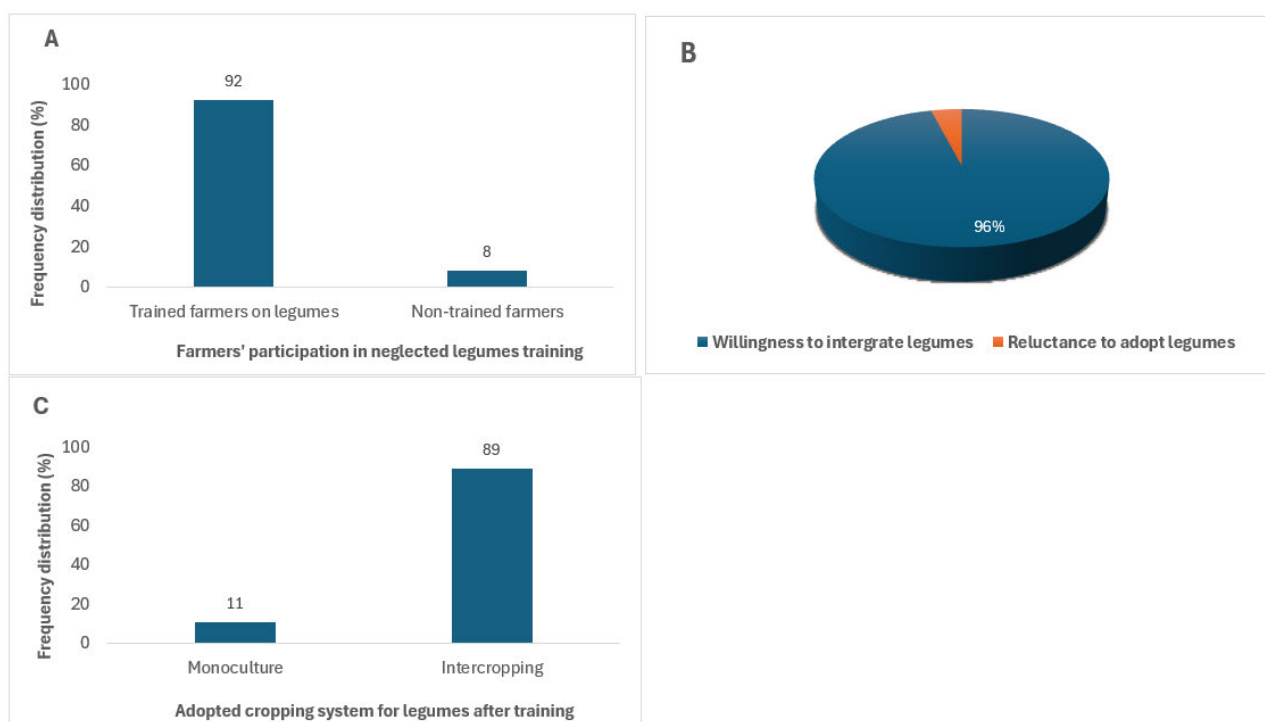 A
Frequency distribution (%)
100
80
60
40
20
0
92
8
Trained farmers on legumes
Non-trained farmers
Farmers' participation in neglected legumes training
B
96%
Willingness to intergrate legumes
Reluctance to adopt legumes
C
Frequency distribution (%)
100
80
60
40
20
0
11
89
Monoculture
Intercropping
Adopted cropping system for legumes after training